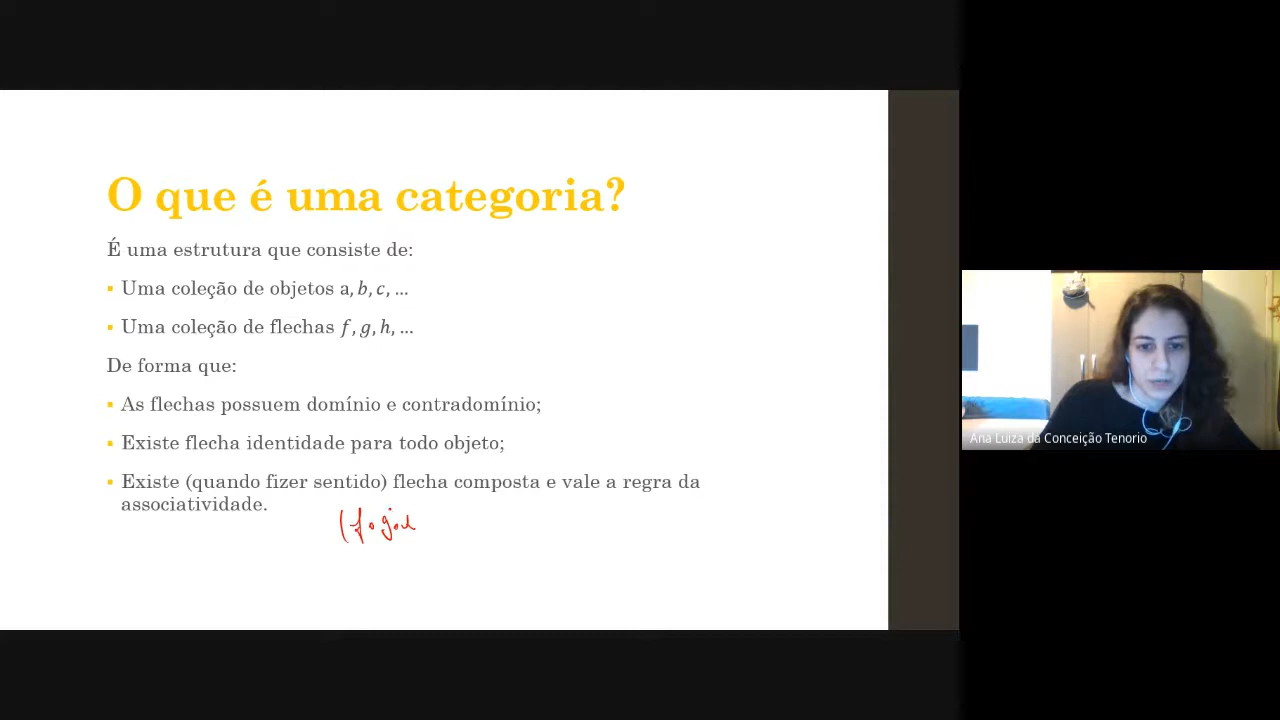 O que é uma categoria?
É uma estrutura que consiste de:
▪ Uma coleção de objetos a, b, c, ...
▪ Uma coleção de flechas f, g, h, ...
De forma que:
▪ As flechas possuem domínio e contradomínio;
▪ Existe flecha identidade para todo objeto;
▪ Existe (quando fizer sentido) flecha composta e vale a regra da
associatividade.
Ana Luiza da Conceição Tenorio